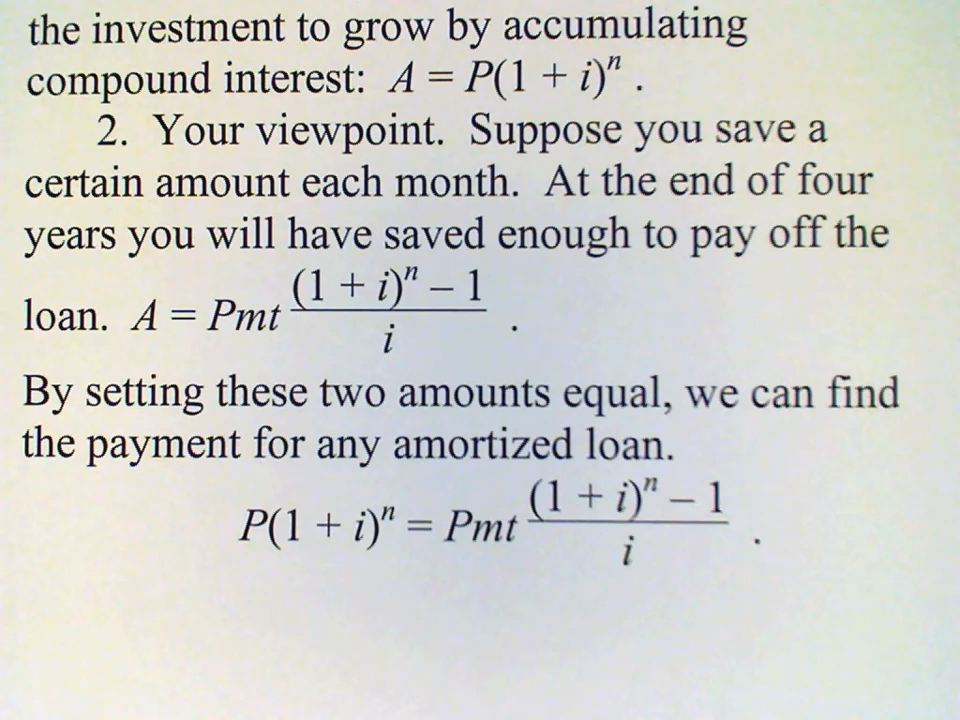 the investment to grow by accumulating
compound interest: A = P(1 + i)ⁿ .
2. Your viewpoint. Suppose you save a
certain amount each month. At the end of four
years you will have saved enough to pay off the
loan. A = Pmt ((1 + i)ⁿ – 1)/i .
By setting these two amounts equal, we can find
the payment for any amortized loan.
P(1 + i)ⁿ = Pmt ((1 + i)ⁿ – 1)/i .